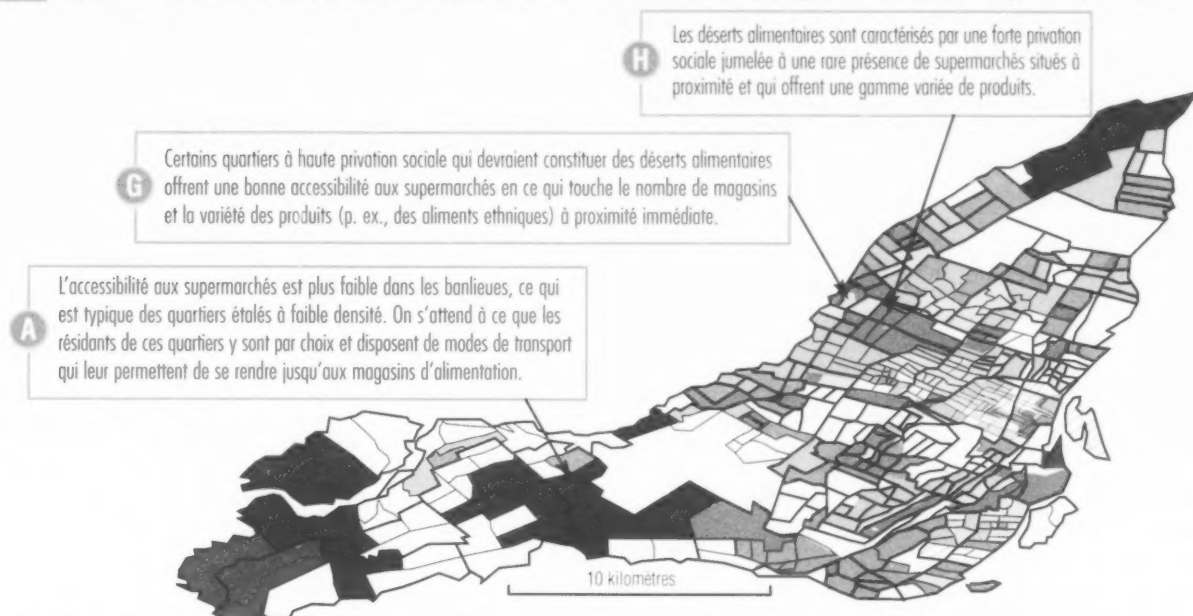 H
Les déserts alimentaires sont caractérisés par une forte privation
sociale jumelée à une rare présence de supermarchés situés à
proximité et qui offrent une gamme variée de produits.
G
Certains quartiers à haute privation sociale qui devraient constituer des déserts alimentaires
offrent une bonne accessibilité aux supermarchés en ce qui touche le nombre de magasins
et la variété des produits (p. ex., des aliments ethniques) à proximité immédiate.
A
L'accessibilité aux supermarchés est plus faible dans les banlieues, ce qui
est typique des quartiers étalés à faible densité. On s'attend à ce que les
résidants de ces quartiers y sont par choix et disposent de modes de transport
qui leur permettent de se rendre jusqu'aux magasins d'alimentation.
10 kilomètres